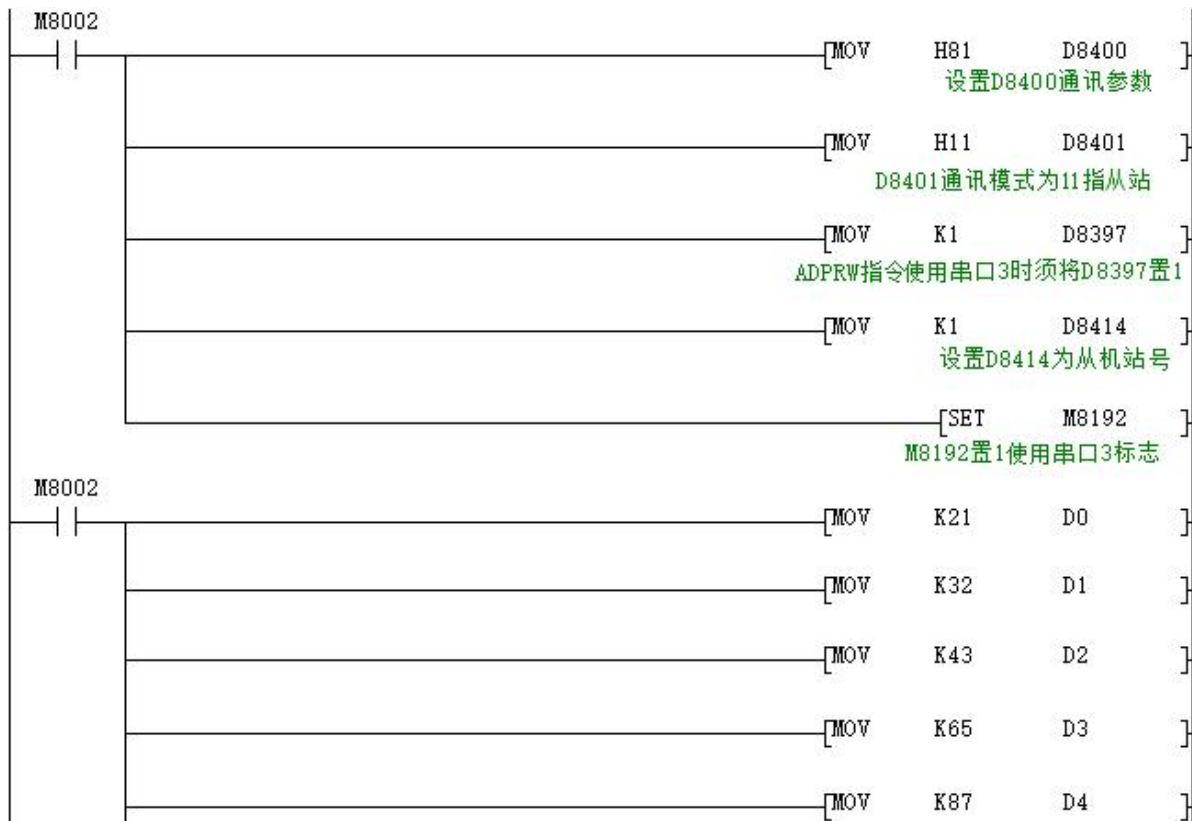 M8002
MOV H81 D8400
设置D8400通讯参数
MOV H11 D8401
D8401通讯模式为11指从站
MOV K1 D8397
ADPRW指令使用串口3时须将D8397置1
MOV K1 D8414
设置D8414为从机站号
SET M8192
M8192置1使用串口3标志
M8002
MOV K21 D0
MOV K32 D1
MOV K43 D2
MOV K65 D3
MOV K87 D4